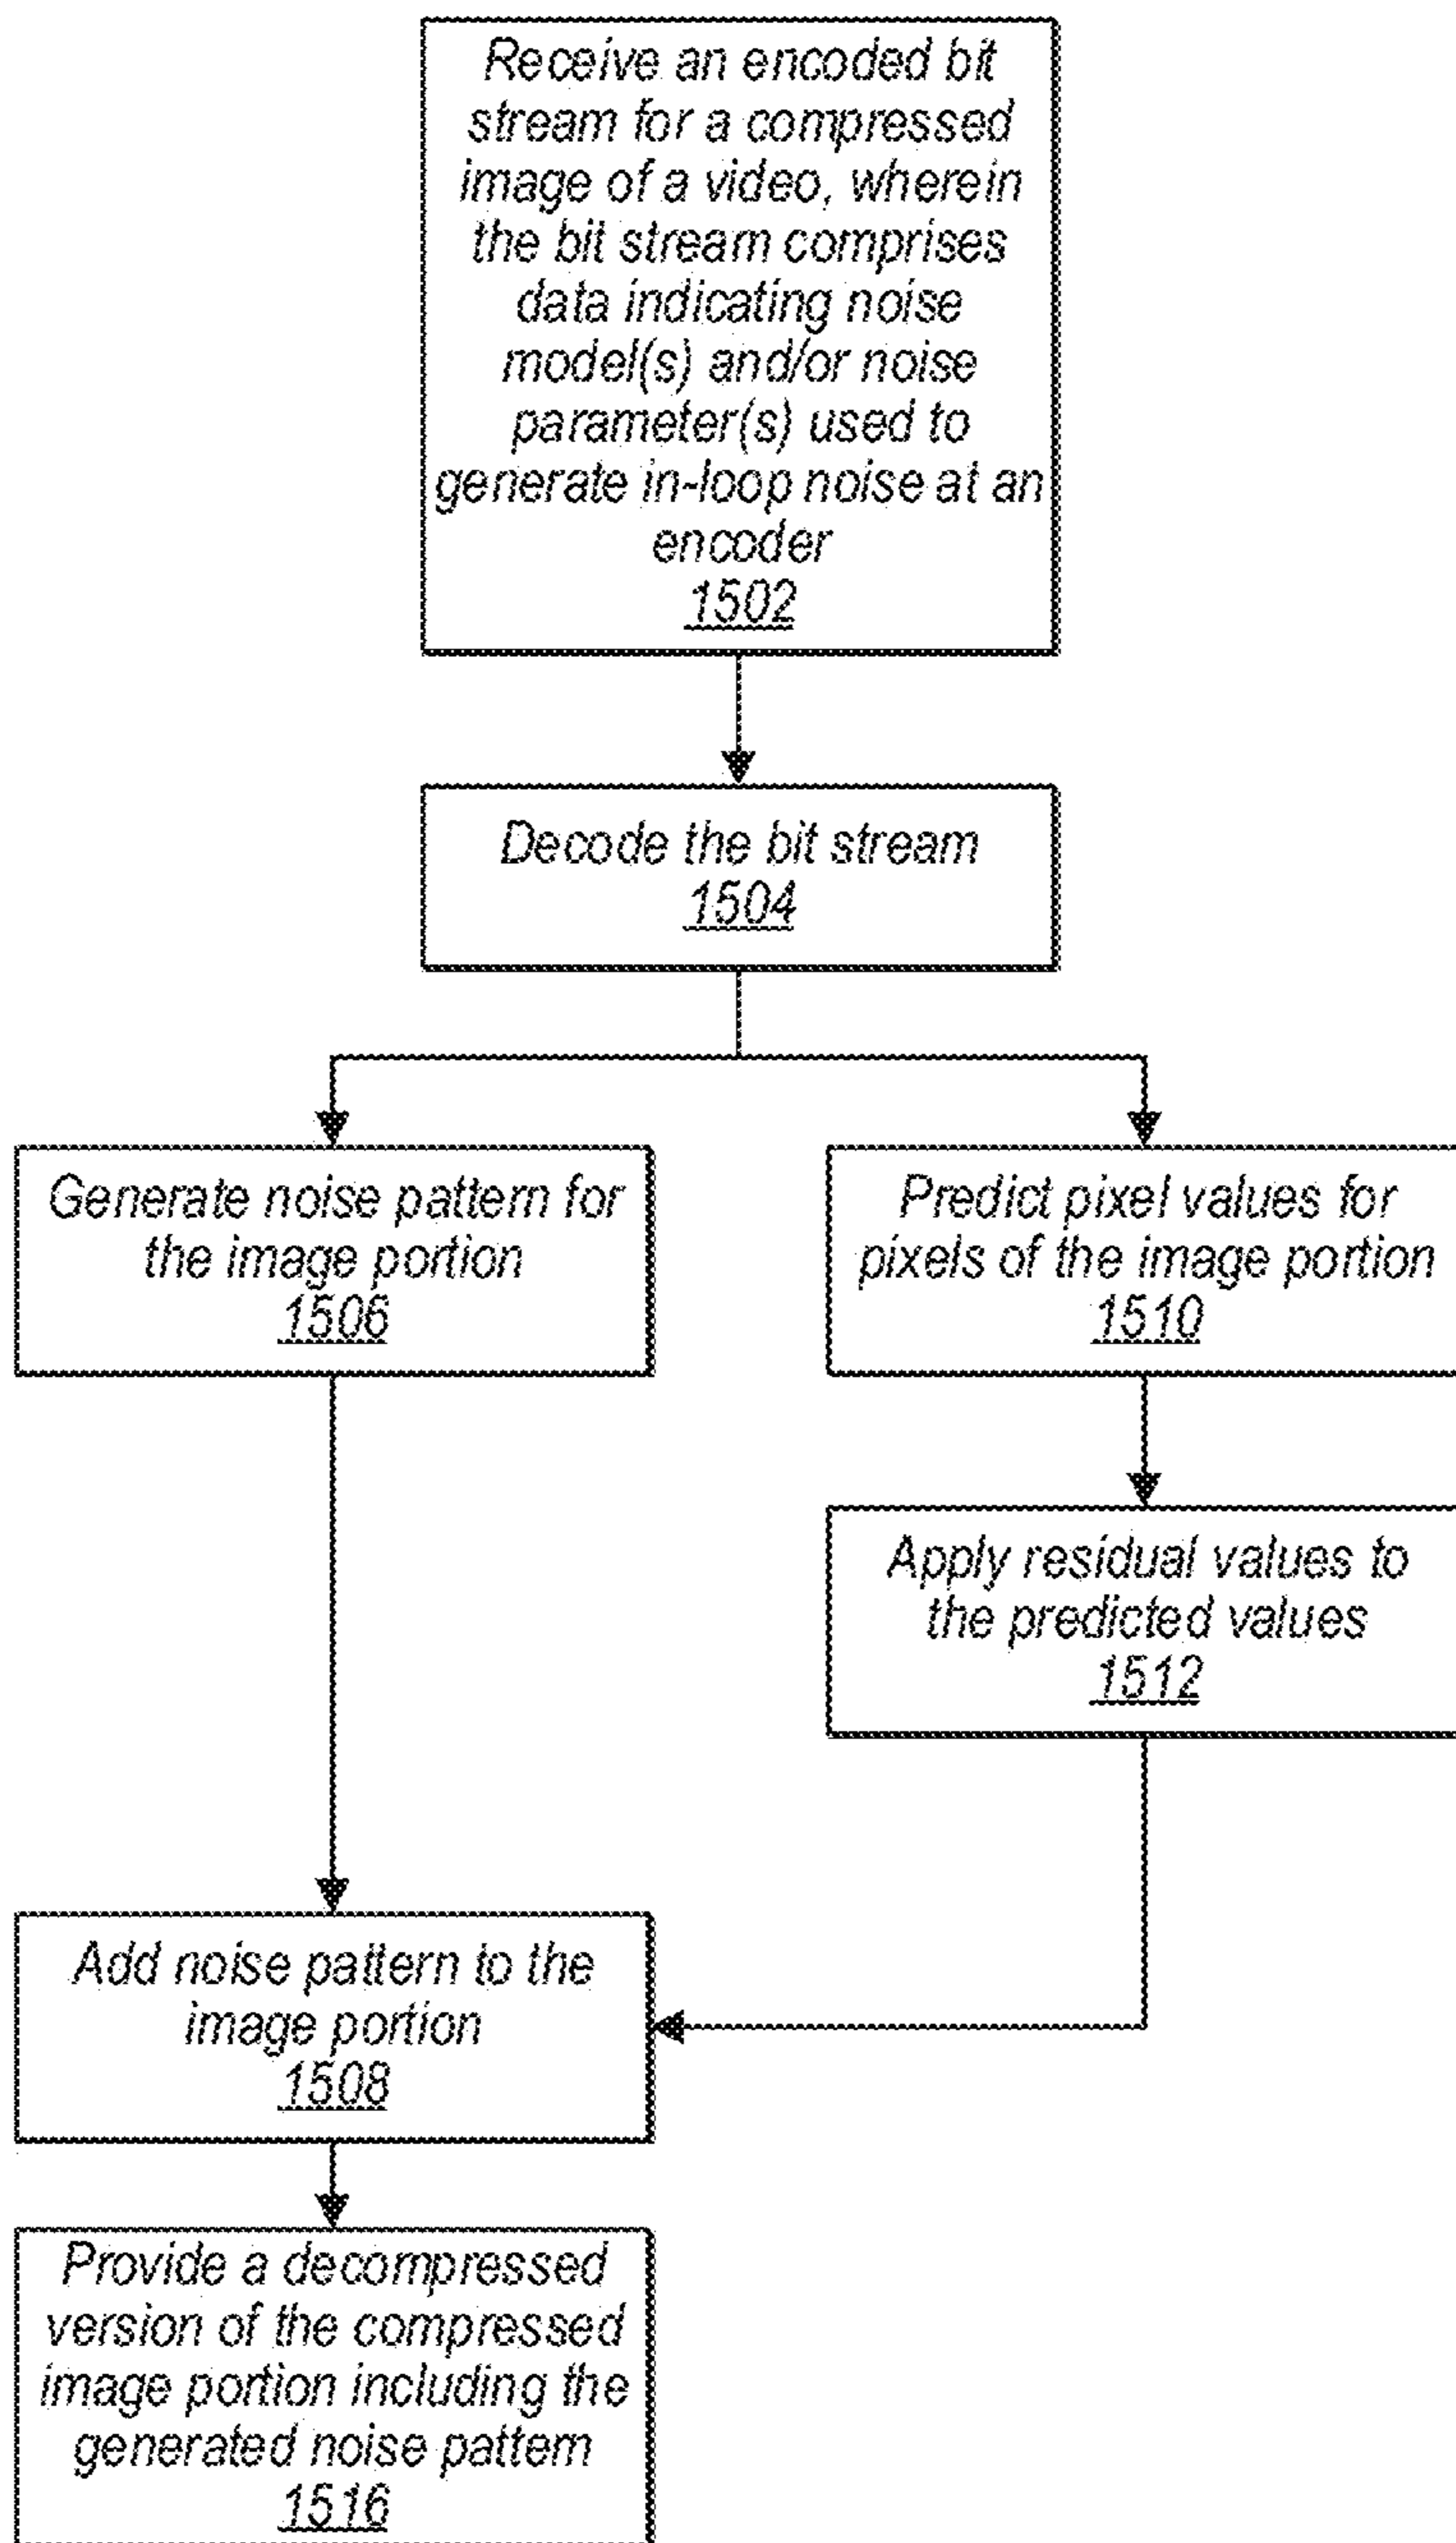 Receive an encoded bit
stream for a compressed
image of a video, wherein
the bit stream comprises
data indicating noise
model(s) and/or noise
parameter(s) used to
generate in-loop noise at an
encoder
1502
Decode the bit stream
1504
Generate noise pattern for
the image portion
1506
Predict pixel values for
pixels of the image portion
1510
Apply residual values to
the predicted values
1512
Add noise pattern to the
image portion
1508
Provide a decompressed
version of the compressed
image portion including the
generated noise pattern
1516